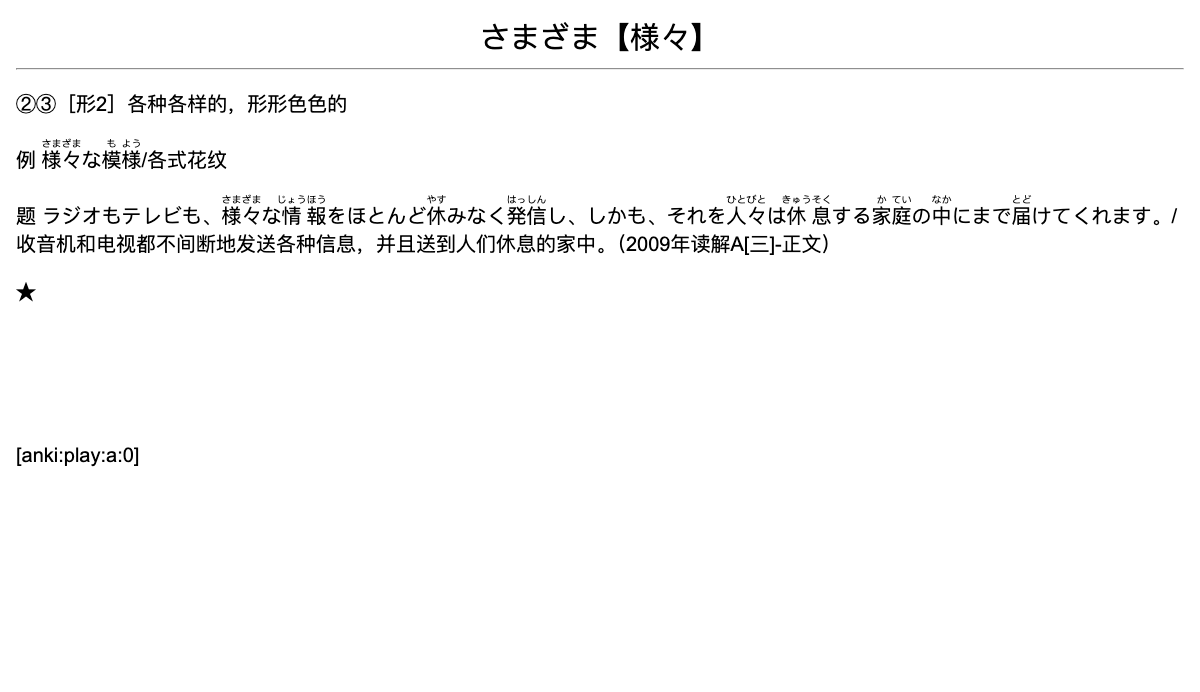 さまざま【様々】
②③［形2］各种各样的，形形色色的
さまざま も よう
例 様々な模様/各式花纹
さまざま じょうほう やす はっしん ひとびと きゅうそく か てい なか とど
题 ラジオもテレビも、様々な情報をほとんど休みなく発信し、しかも、それを人々は休息する家庭の中にまで届けてくれます。/
收音机和电视都不间断地发送各种信息，并且送到人们休息的家中。（2009年读解A[三]-正文）
★
[anki:play:a:0]